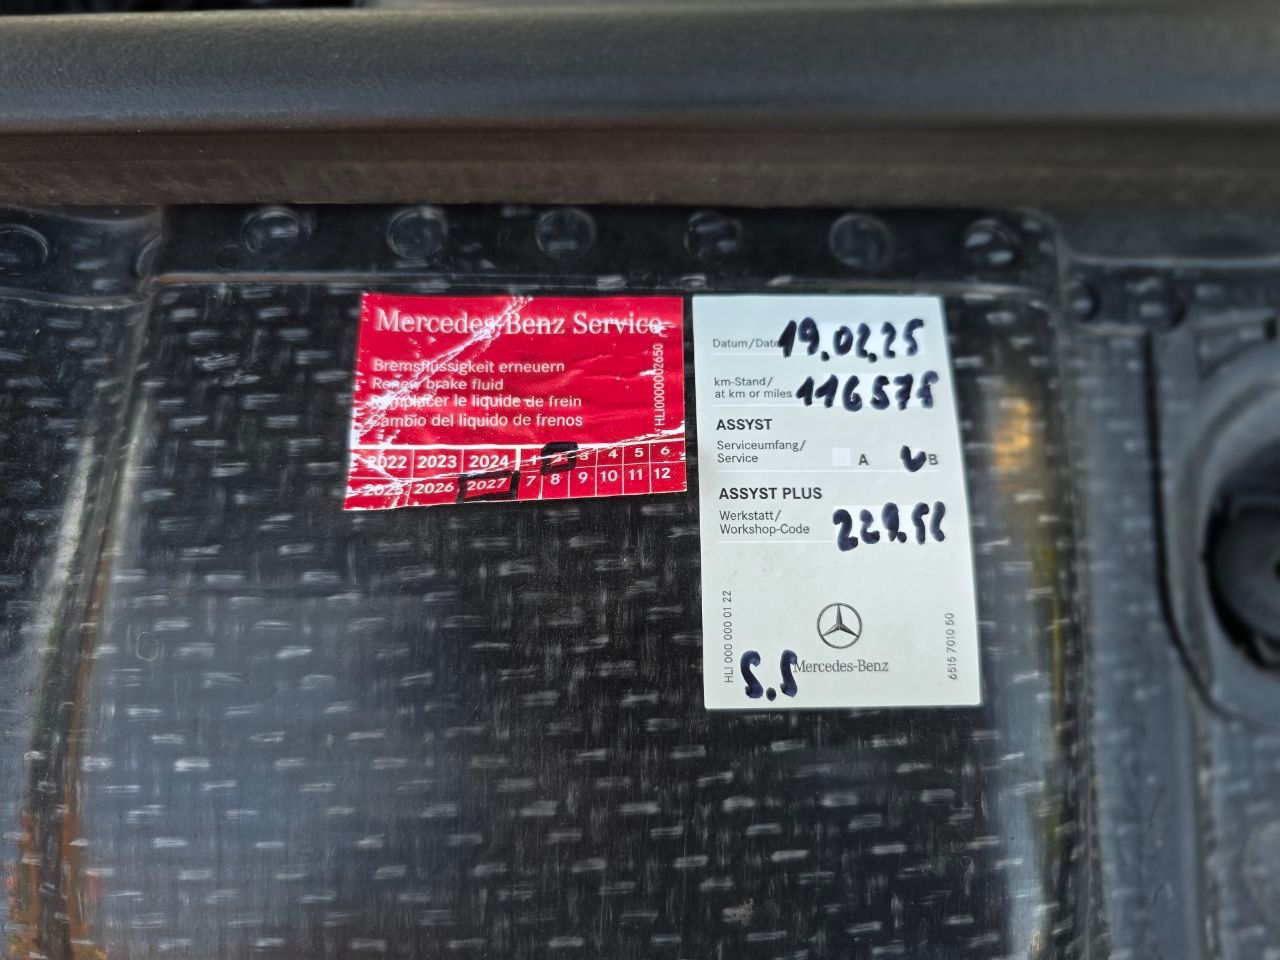 Mercedes-Benz Service
Bremsflüssigkeit erneuern
Renew brake fluid
Remplacer le liquide de frein
Cambio del liquido de frenos
HLI0000002650
2022 2023 2024 1 2 3 4 5 6
2025 2026 2027 7 8 9 10 11 12
Datum/Date 19.02.25
km-Stand/
at km or miles 116578
ASSYST
Serviceumfang/
Service A B
ASSYST PLUS
Werkstatt/
Workshop-Code
HLI 000 000 01 22
6515 7010 50
S.S
Mercedes-Benz